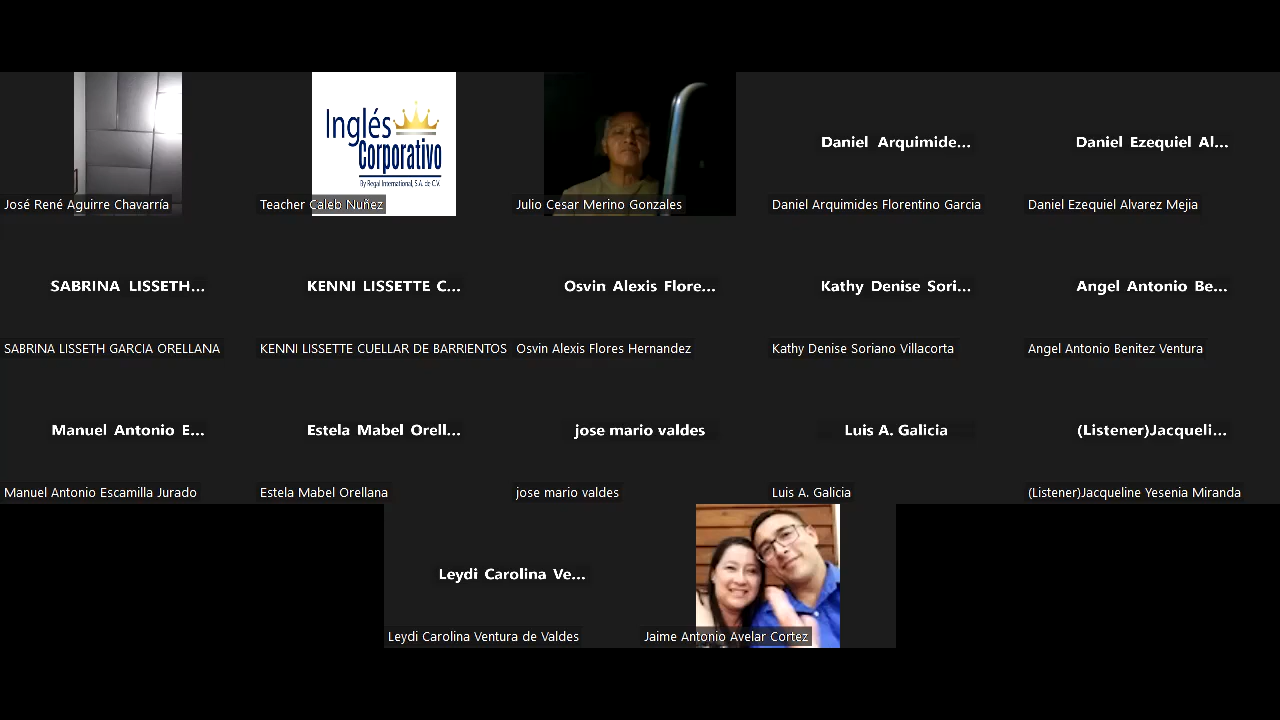 Inglés
Corporativo
By Regal International, S.A. de C.V.
Daniel Arquimide...
Daniel Ezequiel Al...
José René Aguirre Chavarría
Teacher Caleb Nuñez
Julio Cesar Merino Gonzales
Daniel Arquimides Florentino Garcia
Daniel Ezequiel Alvarez Mejia
SABRINA LISSETH...
KENNI LISSETTE C...
Osvin Alexis Flore...
Kathy Denise Sori...
Angel Antonio Be...
SABRINA LISSETH GARCIA ORELLANA
KENNI LISSETTE CUELLAR DE BARRIENTOS
Osvin Alexis Flores Hernandez
Kathy Denise Soriano Villacorta
Angel Antonio Benitez Ventura
Manuel Antonio E...
Estela Mabel Orell...
jose mario valdes
Luis A. Galicia
(Listener)Jacqueli...
Manuel Antonio Escamilla Jurado
Estela Mabel Orellana
jose mario valdes
Luis A. Galicia
(Listener)Jacqueline Yesenia Miranda
Leydi Carolina Ve...
Leydi Carolina Ventura de Valdes
Jaime Antonio Avelar Cortez